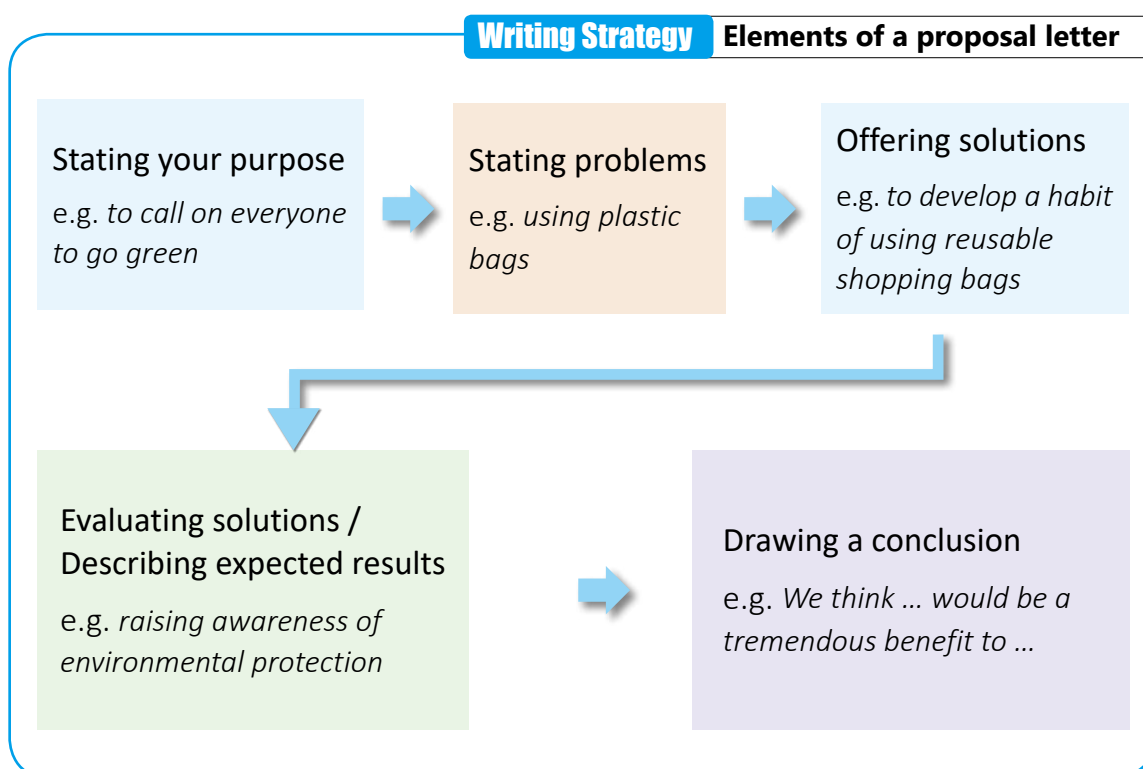 Writing Strategy Elements of a proposal letter
Stating your purpose
e.g. to call on everyone
to go green
Stating problems
e.g. using plastic
bags
Offering solutions
e.g. to develop a habit
of using reusable
shopping bags
Evaluating solutions /
Describing expected results
e.g. raising awareness of
environmental protection
Drawing a conclusion
e.g. We think ... would be a
tremendous benefit to ...